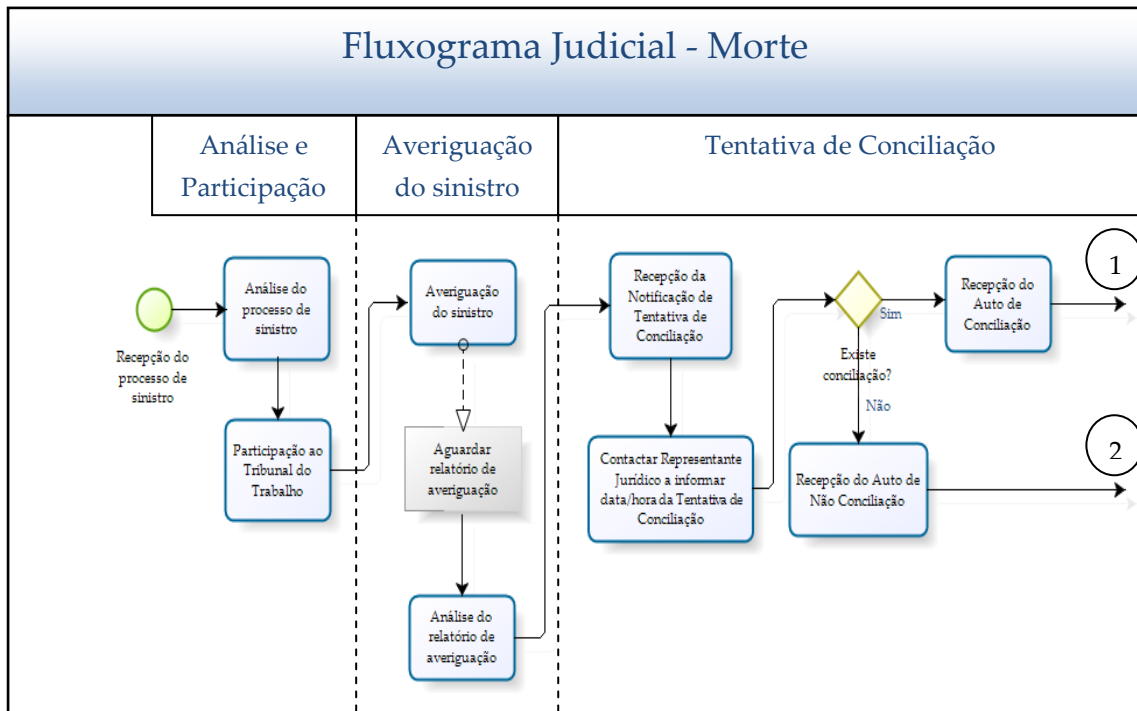 Fluxograma Judicial - Morte
Análise e
Participação
Averiguação
do sinistro
Tentativa de Conciliação
Recepção do
processo de
sinistro
Análise do
processo de
sinistro
Participação ao
Tribunal do
Trabalho
Averiguação
do sinistro
Aguardar
relatório de
averiguação
Análise do
relatório de
averiguação
Recepção da
Notificação de
Tentativa de
Conciliação
Contactar Representante
Jurídico a informar
data/hora da Tentativa de
Conciliação
Existe
conciliação?
Sim
Não
Recepção do
Auto de
Conciliação
1
Recepção do Auto de
Não Conciliação
2